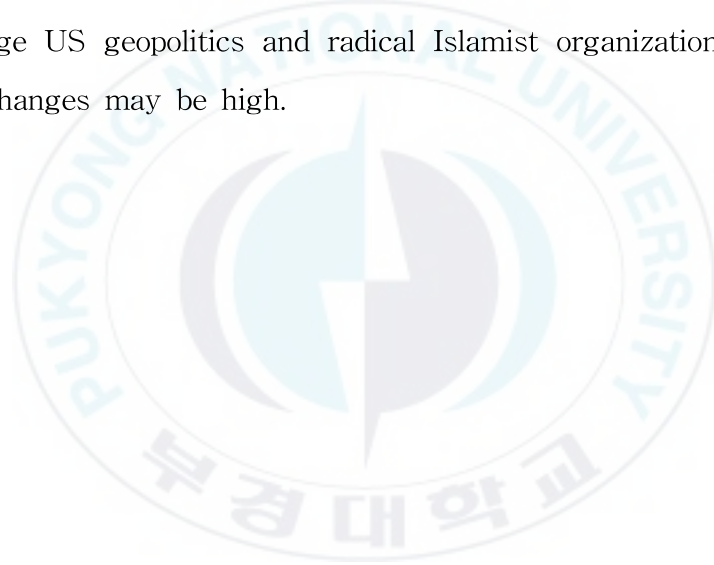 ge US geopolitics and radical Islamist organization
hanges may be high.
PUKYONG NATIONAL UNIVERSITY
부경대학교